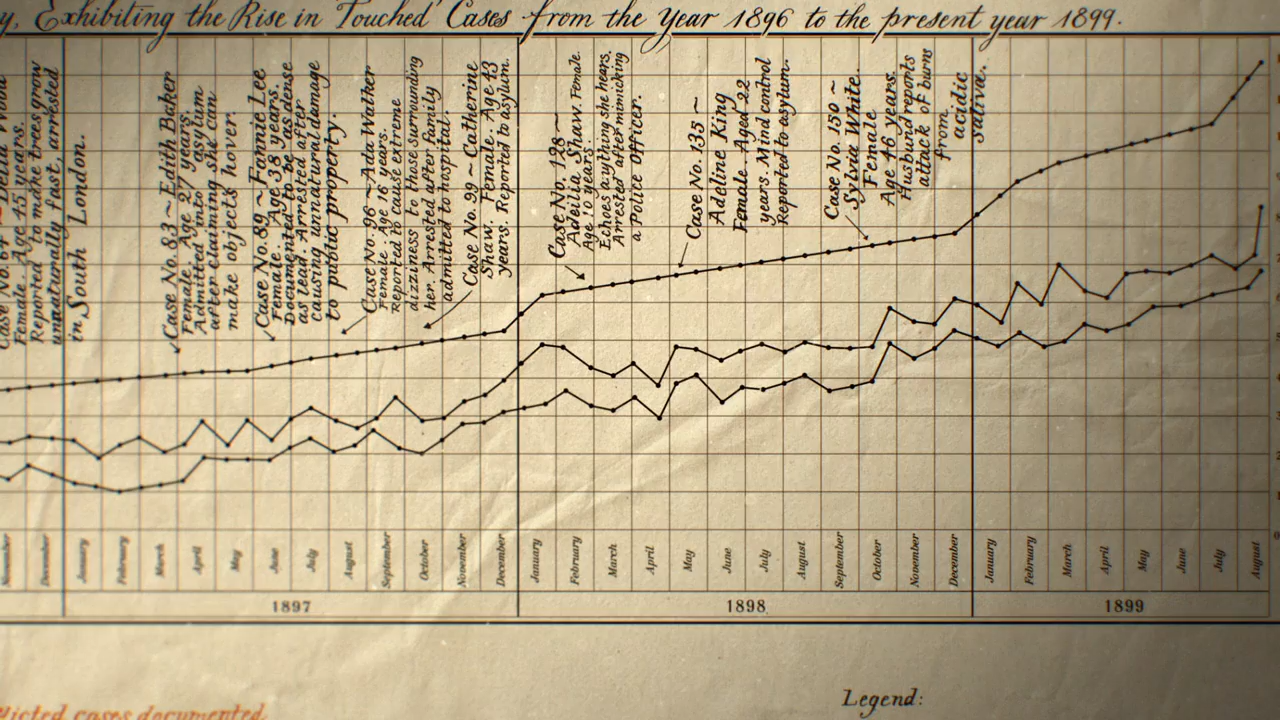 y, Exhibiting the Rise in 'Touched' Cases from the Year 1896 to the present year 1899.
Female. Age 45 years.
Reported to make trees grow
unnaturally fast, arrested
in South London.
Case No. 83 ~ Edith Baker
Female. Age 27 years.
Admitted into asylum
after claiming she can
make objects hover.
Case No. 89 ~ Fonnie Lee
Female. Age 38 years.
Documented to be as dense
as lead. Arrested after
causing unnatural damage
to public property.
Case No. 96 ~ Ada Walker
Female. Age 16 years.
Reported to cause extreme
dizziness to those surrounding
her. Arrested after family
admitted to hospital.
Case No. 99 ~ Catherine
Shaw. Female. Age 43
years. Reported to asylum.
Case No. 128 ~
Adeilia Shaw. Female.
Age 10 years.
Echoes anything she hears.
Arrested after mimicking
a Police Officer.
Case No. 135 ~
Adeline King
Female Aged 22
years. Mind control
Reported to asylum.
Case No. 150 ~
Sylvia White.
Female
Age 46 years.
Husband reports
attack of burns
from
acidic
saliva.
November
December
January
February
March
April
May
June
July
August
September
October
November
December
January
February
March
April
May
June
July
August
September
October
November
December
January
February
March
April
May
June
July
August
1897
1898
1899
Legend:
licted cases documented